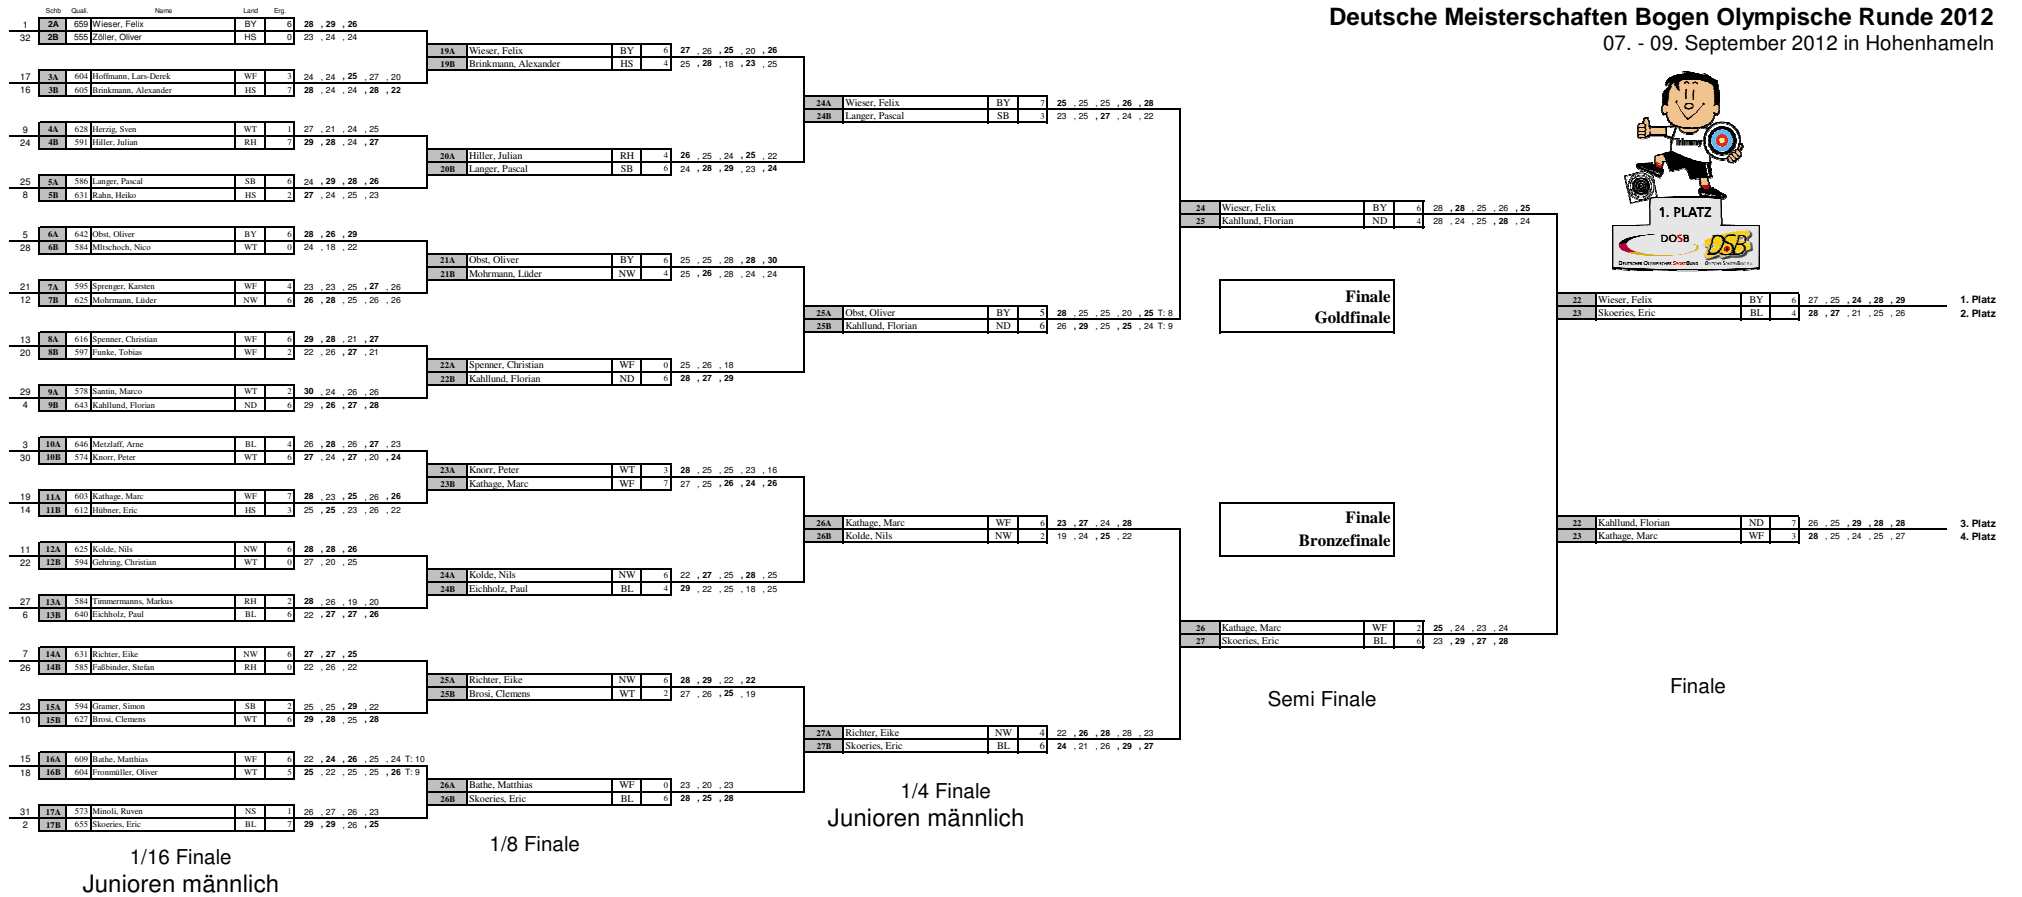 Deutsche Meisterschaften Bogen Olympische Runde 2012
07. - 09. September 2012 in Hohenhameln
Schb Quali. Name Land Erg.
1 2A 659 Wieser, Felix BY 6 28 , 29 , 26
32 2B 555 Zöller, Oliver HS 0 23 , 24 , 24
17 3A 604 Hoffmann, Lars-Derek WF 3 24 , 24 , 25 , 27 , 20
16 3B 605 Brinkmann, Alexander HS 7 28 , 24 , 24 , 28 , 22
9 4A 628 Herzig, Sven WT 1 27 , 21 , 24 , 25
24 4B 591 Hiller, Julian RH 7 29 , 28 , 24 , 27
25 5A 586 Langer, Pascal SB 6 24 , 29 , 28 , 26
8 5B 631 Rahn, Heiko HS 2 27 , 24 , 25 , 23
5 6A 642 Obst, Oliver BY 6 28 , 26 , 29
28 6B 584 MItschoch, Nico WT 0 24 , 18 , 22
21 7A 595 Sprenger, Karsten WF 4 23 , 23 , 25 , 27 , 26
12 7B 625 Mohrmann, Lüder NW 6 26 , 28 , 25 , 26 , 26
13 8A 616 Spenner, Christian WF 6 29 , 28 , 21 , 27
20 8B 597 Funke, Tobias WF 2 22 , 26 , 27 , 21
29 9A 578 Santin, Marco WT 2 30 , 24 , 26 , 26
4 9B 643 Kahllund, Florian ND 6 29 , 26 , 27 , 28
3 10A 646 Metzlaff, Arne BL 4 26 , 28 , 26 , 27 , 23
30 10B 574 Knorr, Peter WT 6 27 , 24 , 27 , 20 , 24
19 11A 603 Kathage, Marc WF 7 28 , 23 , 25 , 26 , 26
14 11B 612 Hübner, Eric HS 3 25 , 25 , 23 , 26 , 22
11 12A 625 Kolde, Nils NW 6 28 , 28 , 26
22 12B 594 Gehring, Christian WT 0 27 , 20 , 25
27 13A 584 Timmermanns, Markus RH 2 28 , 26 , 19 , 20
6 13B 640 Eichholz, Paul BL 6 22 , 27 , 27 , 26
7 14A 631 Richter, Eike NW 6 27 , 27 , 25
26 14B 585 Faßbinder, Stefan RH 0 22 , 26 , 22
23 15A 594 Gramer, Simon SB 2 25 , 25 , 29 , 22
10 15B 627 Brosi, Clemens WT 6 29 , 28 , 25 , 28
15 16A 609 Bathe, Matthias WF 6 22 , 24 , 26 , 25 , 24 T: 10
18 16B 604 Fronmüller, Oliver WT 5 25 , 22 , 25 , 25 , 26 T: 9
31 17A 573 Minoli, Ruven NS 1 26 , 27 , 26 , 23
2 17B 655 Skoeries, Eric BL 7 29 , 29 , 26 , 25
1/16 Finale
Junioren männlich
19A Wieser, Felix BY 6 27 , 26 , 25 , 20 , 26
19B Brinkmann, Alexander HS 4 25 , 28 , 18 , 23 , 25
20A Hiller, Julian RH 4 26 , 25 , 24 , 25 , 22
20B Langer, Pascal SB 6 24 , 28 , 29 , 23 , 24
21A Obst, Oliver BY 6 25 , 25 , 28 , 28 , 30
21B Mohrmann, Lüder NW 4 25 , 26 , 28 , 24 , 24
22A Spenner, Christian WF 0 25 , 26 , 18
22B Kahllund, Florian ND 6 28 , 27 , 29
23A Knorr, Peter WT 3 28 , 25 , 25 , 23 , 16
23B Kathage, Marc WF 7 27 , 25 , 26 , 24 , 26
24A Kolde, Nils NW 6 22 , 27 , 25 , 28 , 25
24B Eichholz, Paul BL 4 29 , 22 , 25 , 18 , 25
25A Richter, Eike NW 6 28 , 29 , 22 , 22
25B Brosi, Clemens WT 2 27 , 26 , 25 , 19
26A Bathe, Matthias WF 0 23 , 20 , 23
26B Skoeries, Eric BL 6 28 , 25 , 28
1/8 Finale
24A Wieser, Felix BY 7 25 , 25 , 25 , 26 , 28
24B Langer, Pascal SB 3 23 , 25 , 27 , 24 , 22
25A Obst, Oliver BY 5 28 , 25 , 25 , 20 , 25 T: 8
25B Kahllund, Florian ND 6 26 , 29 , 25 , 25 , 24 T: 9
26A Kathage, Marc WF 6 23 , 27 , 24 , 28
26B Kolde, Nils NW 2 19 , 24 , 25 , 22
27A Richter, Eike NW 4 22 , 26 , 28 , 28 , 23
27B Skoeries, Eric BL 6 24 , 21 , 26 , 29 , 27
1/4 Finale
Junioren männlich
24 Wieser, Felix BY 6 28 , 28 , 25 , 26 , 25
25 Kahllund, Florian ND 4 28 , 24 , 25 , 28 , 24
Finale
Goldfinale
Finale
Bronzefinale
26 Kathage, Marc WF 2 25 , 24 , 23 , 24
27 Skoeries, Eric BL 6 23 , 29 , 27 , 28
Semi Finale
Trimmy
1. PLATZ
DOSB
DSB
DEUTSCHER OLYMPISCHER SPORTBUND
22 Wieser, Felix BY 6 27 , 25 , 24 , 28 , 29 1. Platz
23 Skoeries, Eric BL 4 28 , 27 , 21 , 25 , 26 2. Platz
22 Kahllund, Florian ND 7 26 , 25 , 29 , 28 , 28 3. Platz
23 Kathage, Marc WF 3 28 , 25 , 24 , 25 , 27 4. Platz
Finale